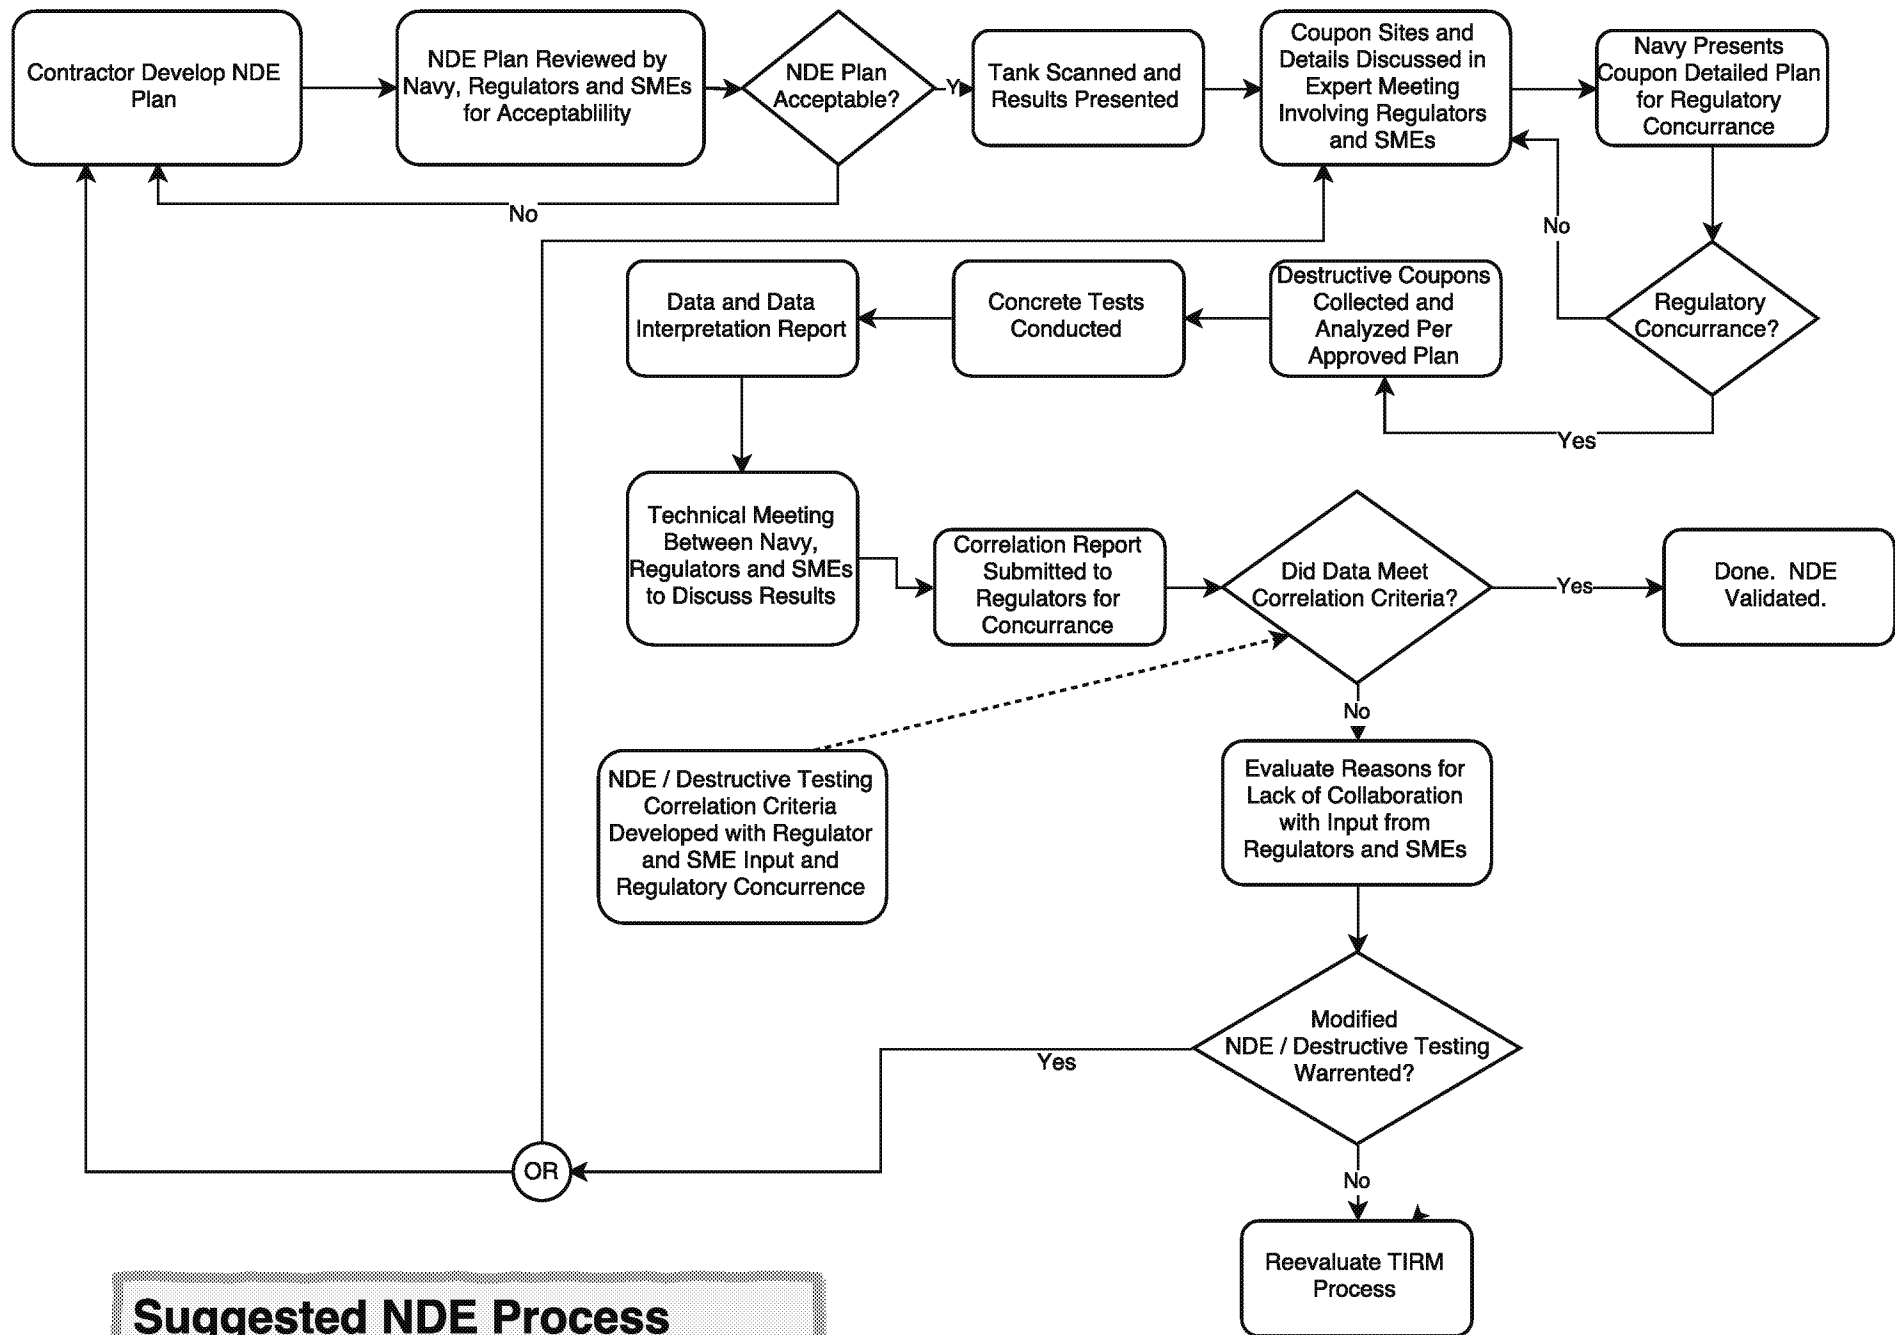 Contractor Develop NDE
Plan
NDE Plan Reviewed by
Navy, Regulators and SMEs
for Acceptablility
NDE Plan
Acceptable?
Y
Tank Scanned and
Results Presented
Coupon Sites and
Details Discussed in
Expert Meeting
Involving Regulators
and SMEs
Navy Presents
Coupon Detailed Plan
for Regulatory
Concurrance
No
No
Regulatory
Concurrance?
Yes
Destructive Coupons
Collected and
Analyzed Per
Approved Plan
Concrete Tests
Conducted
Data and Data
Interpretation Report
Technical Meeting
Between Navy,
Regulators and SMEs
to Discuss Results
Correlation Report
Submitted to
Regulators for
Concurrance
Did Data Meet
Correlation Criteria?
Yes
Done.  NDE
Validated.
No
NDE / Destructive Testing
Correlation Criteria
Developed with Regulator
and SME Input and
Regulatory Concurrence
Evaluate Reasons for
Lack of Collaboration
with Input from
Regulators and SMEs
Modified
NDE / Destructive Testing
Warrented?
Yes
OR
No
Reevaluate TIRM
Process
Suggested NDE Process